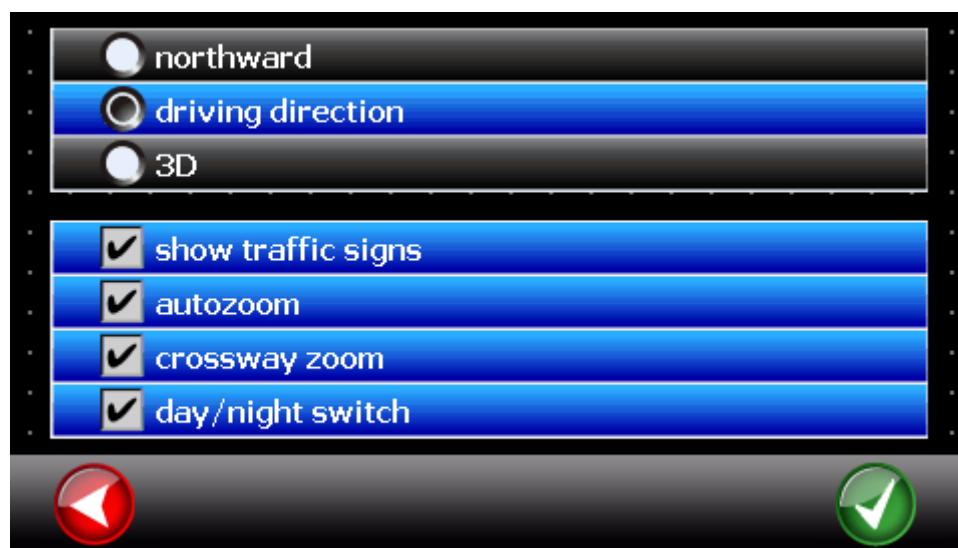 northward
driving direction
3D
show traffic signs
autozoom
crossway zoom
day/night switch